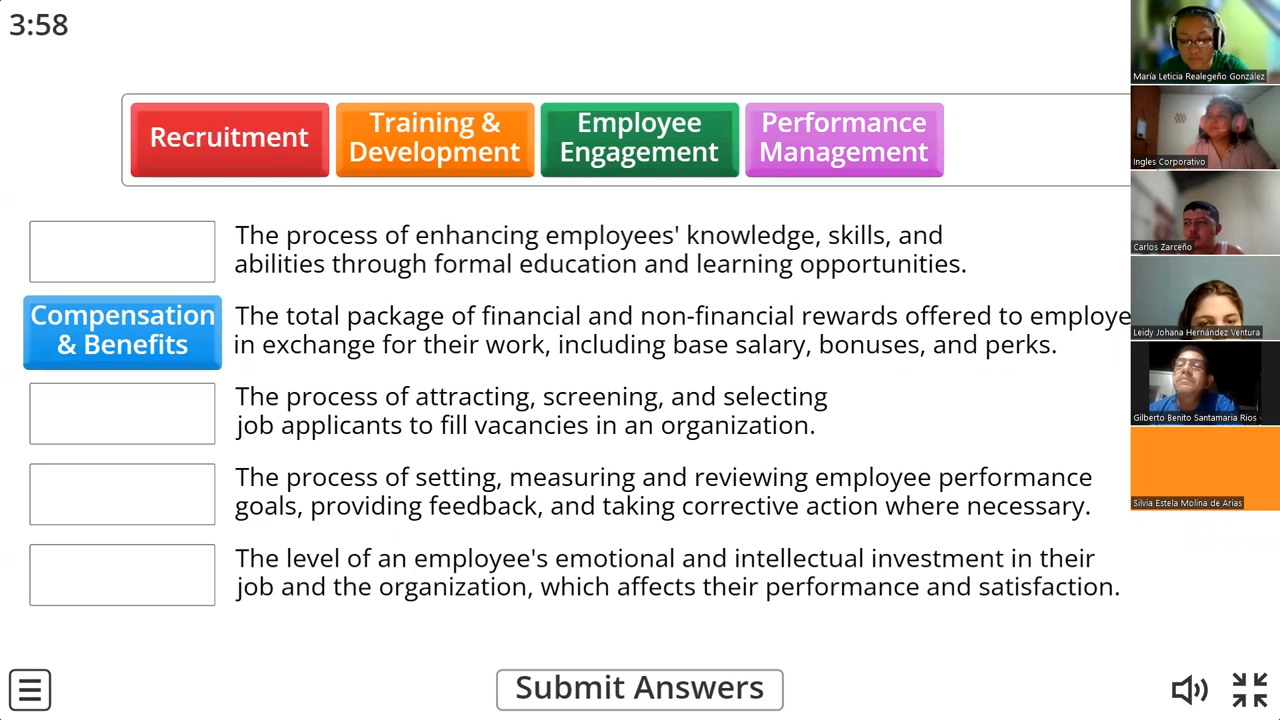 3:58
Recruitment
Training &
Development
Employee
Engagement
Performance
Management
The process of enhancing employees' knowledge, skills, and
abilities through formal education and learning opportunities.
Compensation
& Benefits
The total package of financial and non-financial rewards offered to employe
in exchange for their work, including base salary, bonuses, and perks.
The process of attracting, screening, and selecting
job applicants to fill vacancies in an organization.
The process of setting, measuring and reviewing employee performance
goals, providing feedback, and taking corrective action where necessary.
The level of an employee's emotional and intellectual investment in their
job and the organization, which affects their performance and satisfaction.
Submit Answers
María Leticia Realegeño González
Ingles Corporativo
Carlos Zarceño
Leidy Johana Hernández Ventura
Gilberto Benito Santamaria Rios
Silvia Estela Molina de Arias